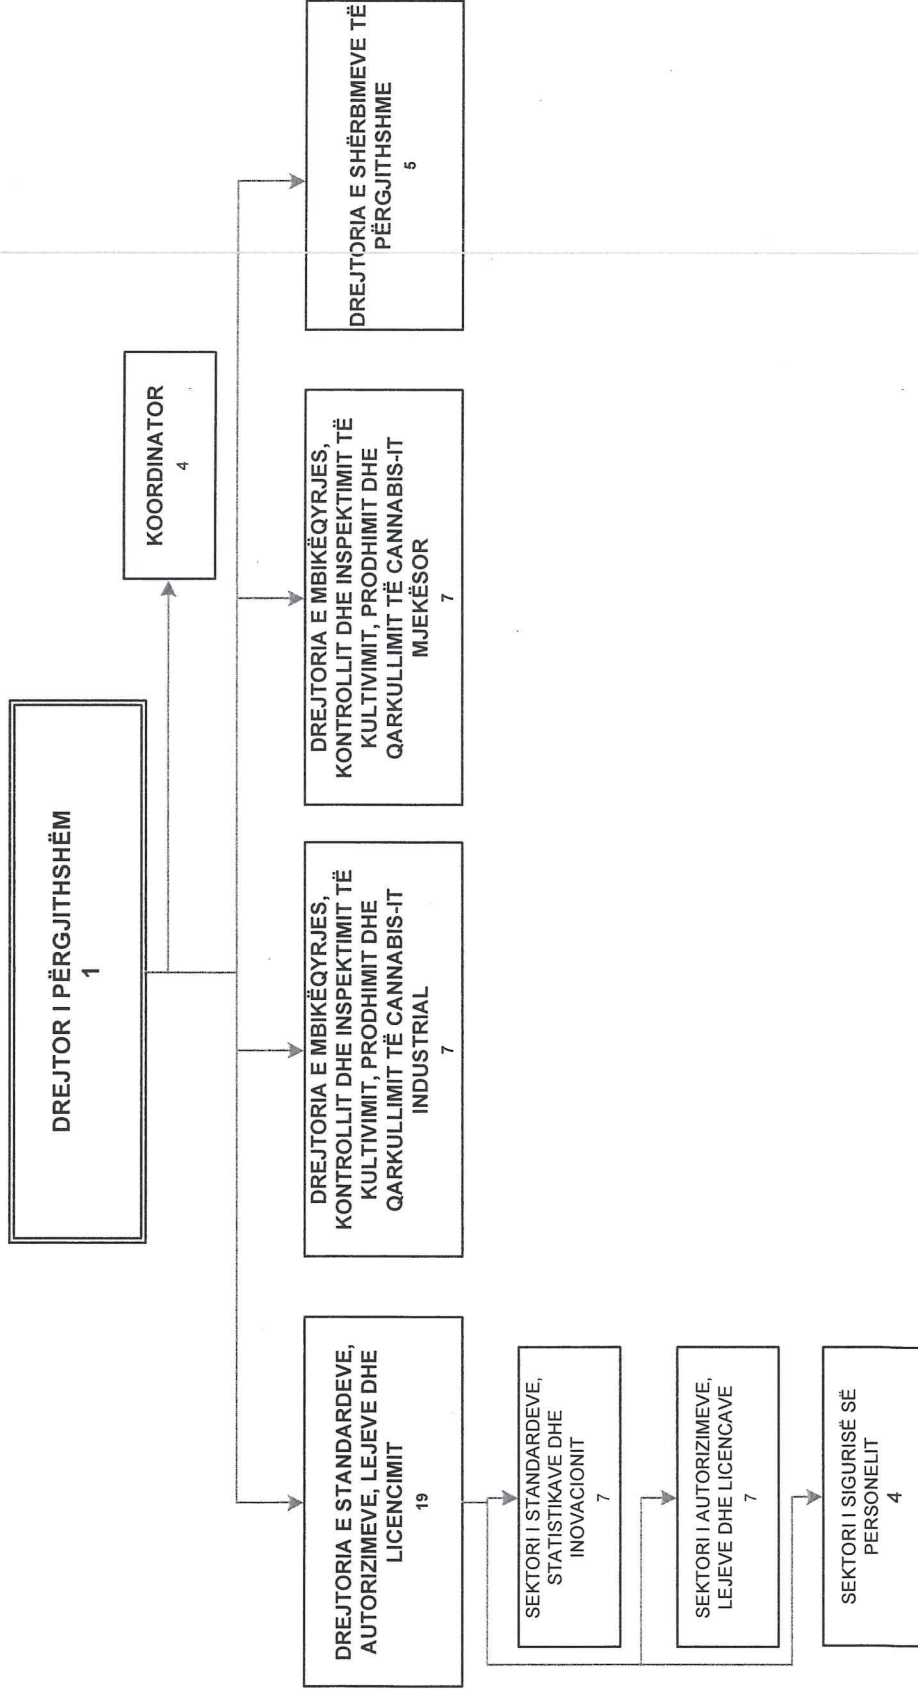 DREJTOR I PËRGJITHSHËM
1
KOORDINATOR
4
DREJTORIA E STANDARDEVE,
AUTORIZIMEVE, LEJEVE DHE
LICENCIMIT
19
DREJTORIA E MBIKËQYRJES,
KONTROLLIT DHE INSPEKTIMIT TË
KULTIVIMIT, PRODHIMIT DHE
QARKULLIMIT TË CANNABIS-IT
INDUSTRIAL
7
DREJTORIA E MBIKËQYRJES,
KONTROLLIT DHE INSPEKTIMIT TË
KULTIVIMIT, PRODHIMIT DHE
QARKULLIMIT TË CANNABIS-IT
MJEKËSOR
7
DREJTORIA E SHËRBIMEVE TË
PËRGJITHSHME
5
SEKTORI I STANDARDEVE,
STATISTIKAVE DHE
INOVACIONIT
7
SEKTORI I AUTORIZIMEVE,
LEJEVE DHE LICENCAVE
7
SEKTORI I SIGURISË SË
PERSONELIT
4